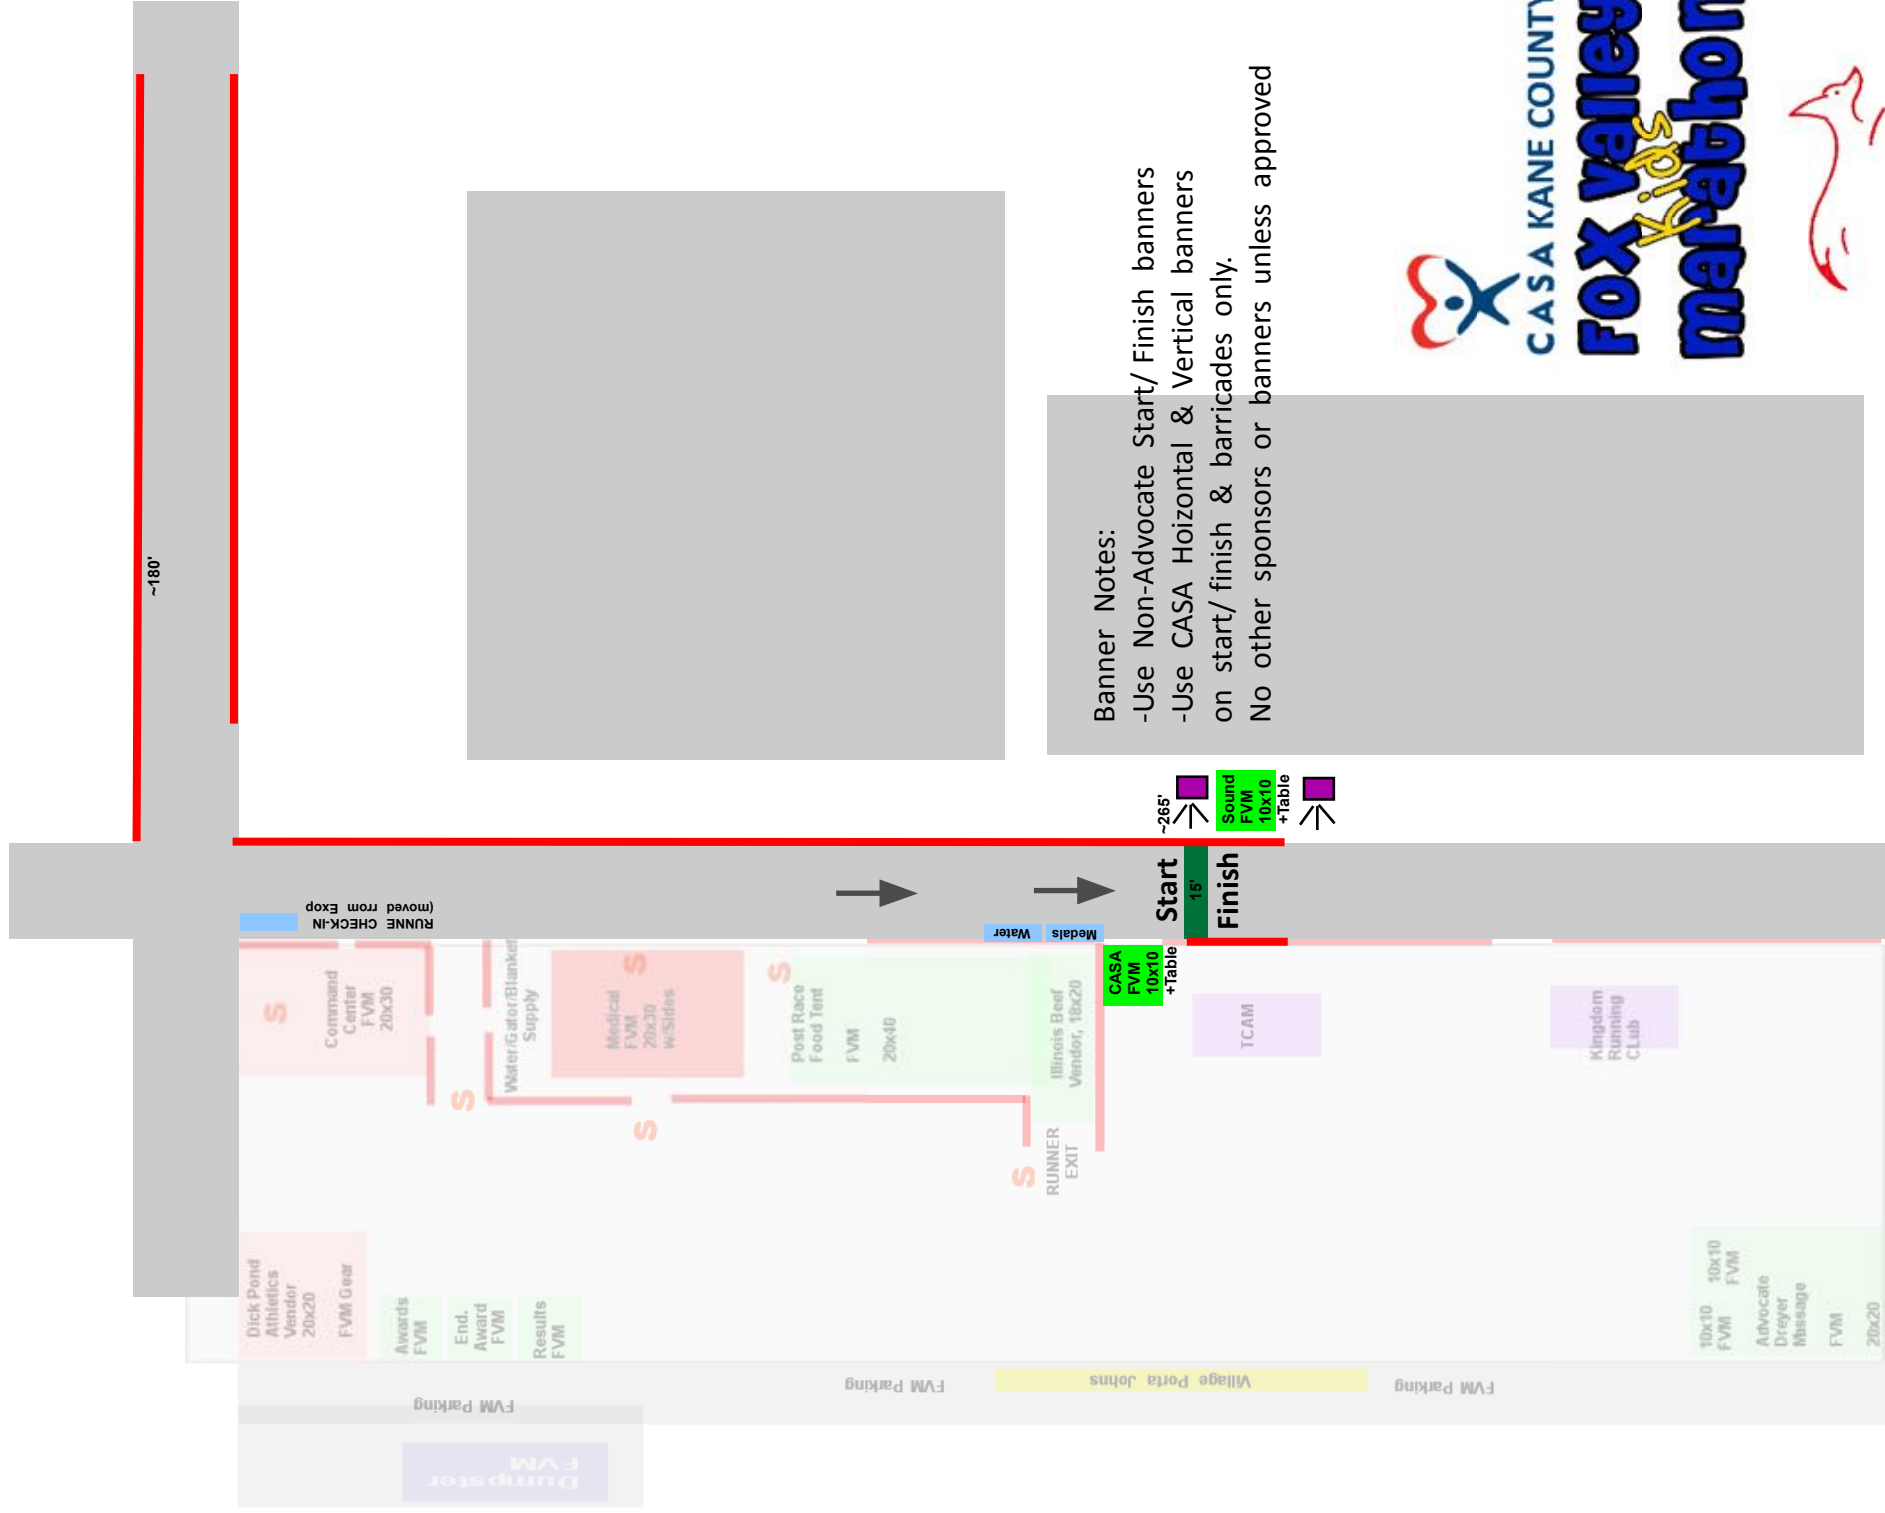 CASA KANE COUNTY
Fox valley
Kids
marathon
Banner Notes:
-Use Non-Advocate Start/ Finish banners
-Use CASA Hoizontal & Vertical banners
on start/ finish & barricades only.
No other sponsors or banners unless approved
~180'
~265'
Sound
FVM
10x10
+Table
Start
15'
Finish
RUNNE CHECK-IN
(moved rrom Exop
Water
Medals
CASA
FVM
10x10
+Table
S
Command
Center
FVM
20x30
Water/Gator/Blanket
Supply
S
Medical
FVM
20x30
w/Sides
S
S
S
Post Race
Food Tent
FVM
20x40
Illinois Beef
Vendor, 18x20
S
RUNNER
EXIT
TCAM
Kingdom
Running
CLub
Dick Pond
Athletics
Vendor
20x20
FVM Gear
Awards
FVM
End.
Award
FVM
Results
FVM
10x10
FVM
10x10
FVM
Advocate
Dreyer
Massage
FVM
20x20
FVM Parking
FVM Parking
Village Porta Johns
FVM Parking
Dumpster
FVM